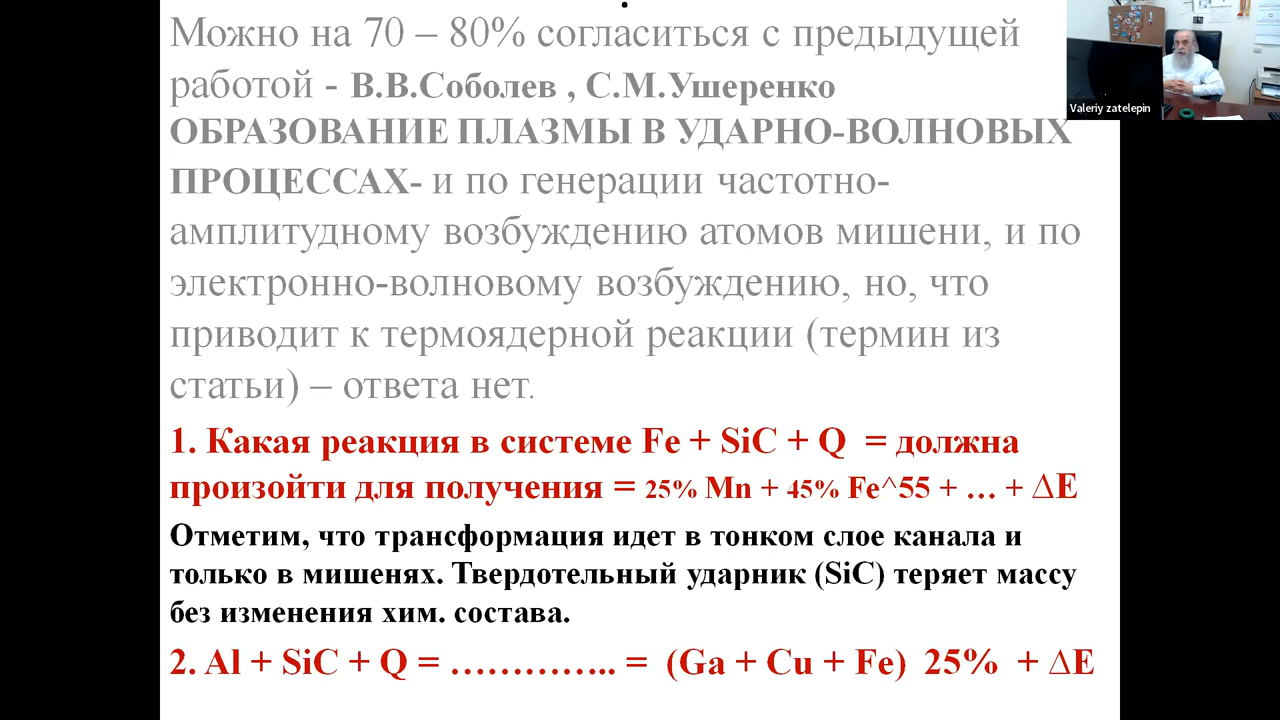 Можно на 70 – 80% согласиться с предыдущей
работой - В.В.Соболев , С.М.Ушеренко
ОБРАЗОВАНИЕ ПЛАЗМЫ В УДАРНО-ВОЛНОВЫХ
ПРОЦЕССАХ- и по генерации частотно-
амплитудному возбуждению атомов мишени, и по
электронно-волновому возбуждению, но, что
приводит к термоядерной реакции (термин из
статьи) – ответа нет.
1. Какая реакция в системе Fe + SiC + Q = должна
произойти для получения = 25% Mn + 45% Fe^55 + … + ∆E
Отметим, что трансформация идет в тонком слое канала и
только в мишенях. Твердотельный ударник (SiC) теряет массу
без изменения хим. состава.
2. Al + SiC + Q = ………….. = (Ga + Cu + Fe) 25% + ∆E
Valeriy zatelepin